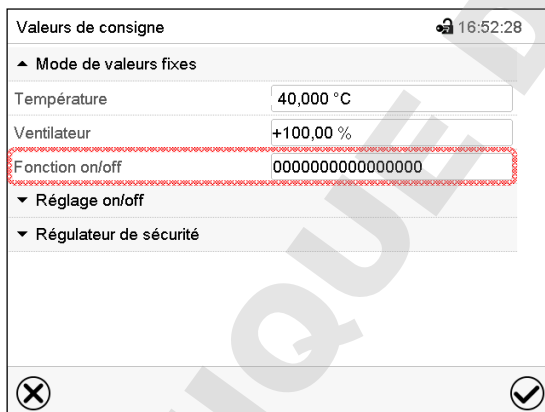 Valeurs de consigne 16:52:28
▲ Mode de valeurs fixes
Température 40,000 °C
Ventilateur +100,00 %
Fonction on/off 0000000000000000
▼ Réglage on/off
▼ Régulateur de sécurité
QUE D